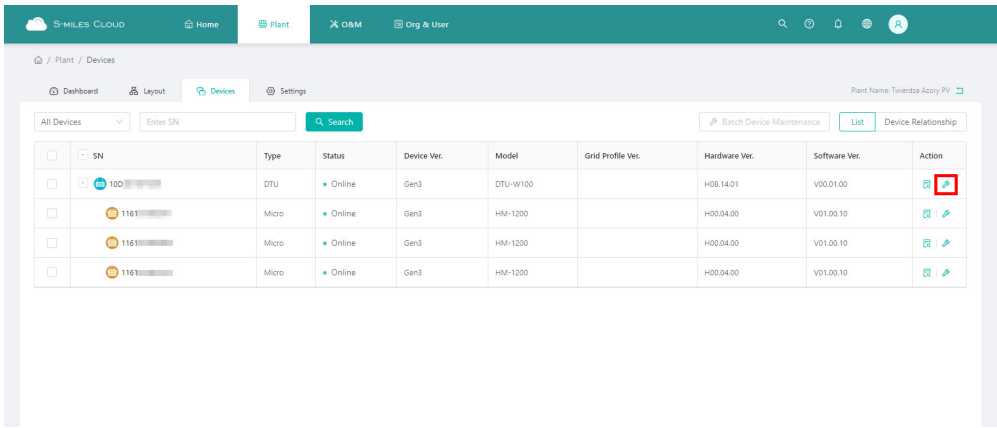 S-MILES CLOUD Home Plant O&M Org & User
/ Plant / Devices
Dashboard Layout Devices Settings Plant Name: Twierdza Azory PV
All Devices Enter SN Search Batch Device Maintenance List Device Relationship
SN Type Status Device Ver. Model Grid Profile Ver. Hardware Ver. Software Ver. Action
10D DTU Online Gen3 DTU-W100 H08.14.01 V00.01.00
1161 Micro Online Gen3 HM-1200 H00.04.00 V01.00.10
1161 Micro Online Gen3 HM-1200 H00.04.00 V01.00.10
1161 Micro Online Gen3 HM-1200 H00.04.00 V01.00.10